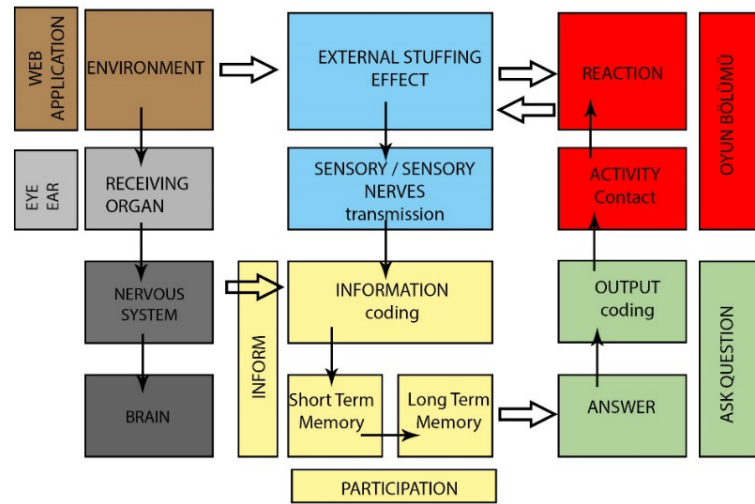 WEB
APPLICATION
ENVIRONMENT
EXTERNAL STUFFING
EFFECT
REACTION
OYUN BÖLÜMÜ
EYE
EAR
RECEIVING
ORGAN
SENSORY / SENSORY
NERVES
transmission
ACTIVITY
Contact
NERVOUS
SYSTEM
INFORM
INFORMATION
coding
OUTPUT
coding
ASK QUESTION
BRAIN
Short Term
Memory
Long Term
Memory
ANSWER
PARTICIPATION